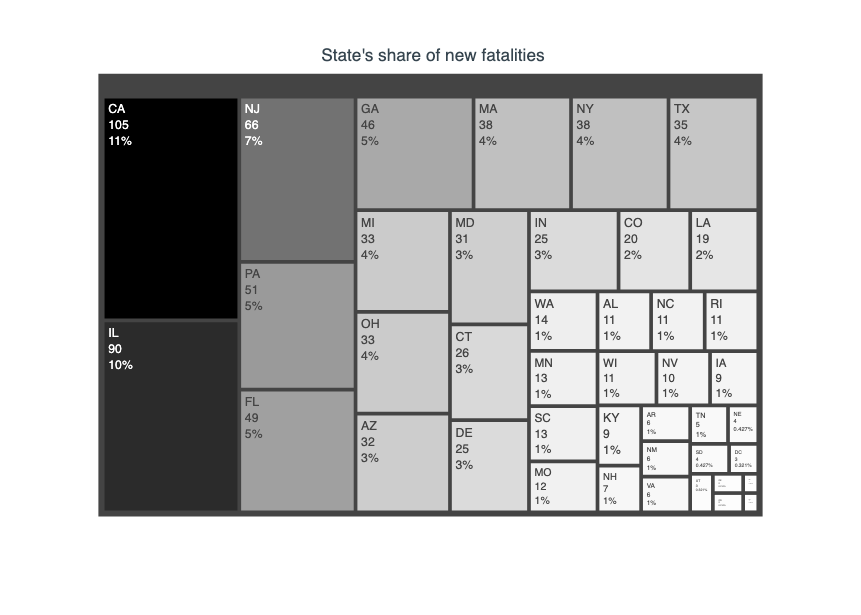 State's share of new fatalities
CA
105
11%
IL
90
10%
NJ
66
7%
PA
51
5%
FL
49
5%
GA
46
5%
MA
38
4%
NY
38
4%
TX
35
4%
MI
33
4%
OH
33
4%
AZ
32
3%
MD
31
3%
CT
26
3%
DE
25
3%
IN
25
3%
CO
20
2%
LA
19
2%
WA
14
1%
AL
11
1%
NC
11
1%
RI
11
1%
MN
13
1%
WI
11
1%
NV
10
1%
IA
9
1%
SC
13
1%
MO
12
1%
KY
9
1%
NH
7
1%
AR
6
1%
NM
6
1%
VA
6
1%
TN
5
1%
NE
4
0.427%
SD
4
0.427%
DC
3
0.321%